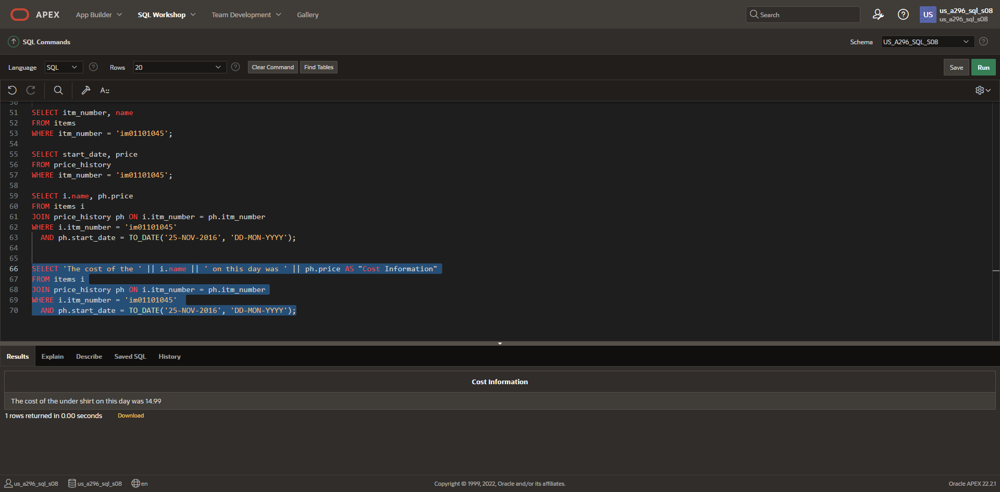 APEX App Builder SQL Workshop Team Development Gallery Search US us_a296_sql_s08
us_a296_sql_s08
SQL Commands Schema US_A296_SQL_S08
Language SQL Rows 20 Clear Command Find Tables Save Run
50
51 SELECT itm_number, name
52 FROM items
53 WHERE itm_number = 'im01101045';
54
55 SELECT start_date, price
56 FROM price_history
57 WHERE itm_number = 'im01101045';
58
59 SELECT i.name, ph.price
60 FROM items i
61 JOIN price_history ph ON i.itm_number = ph.itm_number
62 WHERE i.itm_number = 'im01101045'
63   AND ph.start_date = TO_DATE('25-NOV-2016', 'DD-MON-YYYY');
64
65
66 SELECT 'The cost of the ' || i.name || ' on this day was ' || ph.price AS "Cost Information"
67 FROM items i
68 JOIN price_history ph ON i.itm_number = ph.itm_number
69 WHERE i.itm_number = 'im01101045'
70   AND ph.start_date = TO_DATE('25-NOV-2016', 'DD-MON-YYYY');
Results Explain Describe Saved SQL History
Cost Information
The cost of the under shirt on this day was 14.99
1 rows returned in 0.00 seconds Download
us_a296_sql_s08 us_a296_sql_s08 en Copyright © 1999, 2022, Oracle and/or its affiliates. Oracle APEX 22.2.1